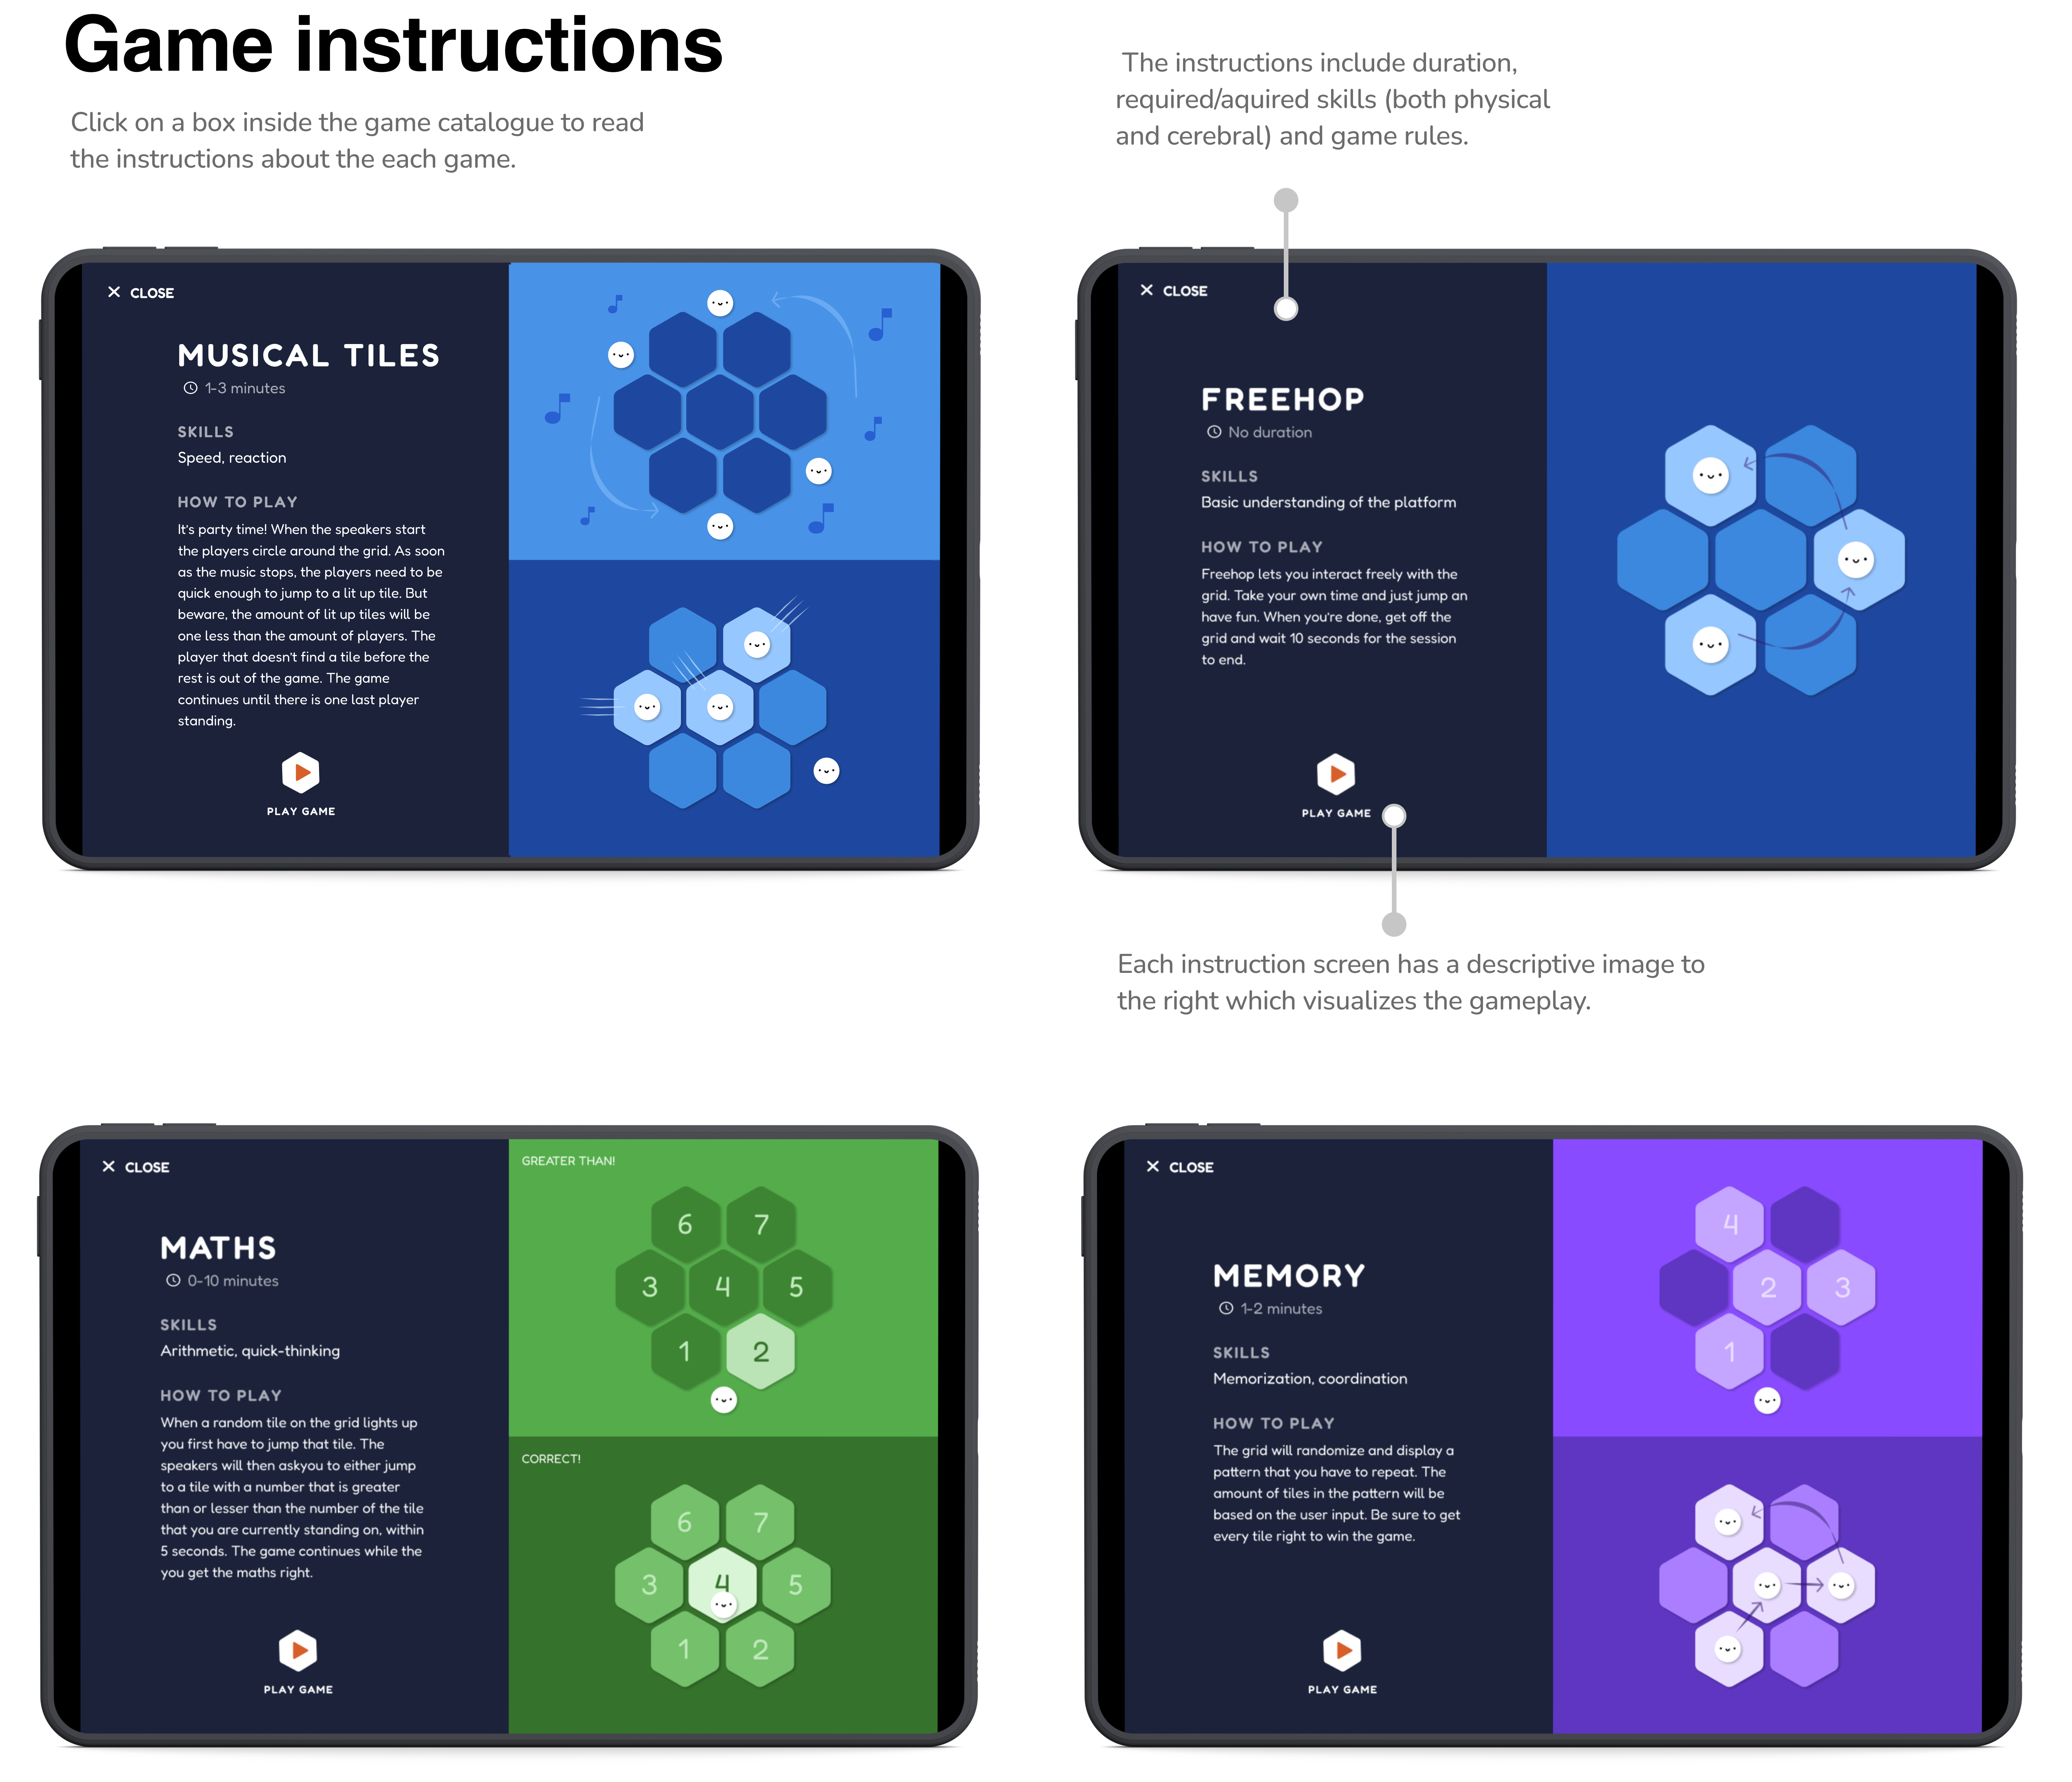 Game instructions
Click on a box inside the game catalogue to read
the instructions about the each game.
The instructions include duration,
required/aquired skills (both physical
and cerebral) and game rules.
CLOSE
MUSICAL TILES
1-3 minutes
SKILLS
Speed, reaction
HOW TO PLAY
It's party time! When the speakers start
the players circle around the grid. As soon
as the music stops, the players need to be
quick enough to jump to a lit up tile. But
beware, the amount of lit up tiles will be
one less than the amount of players. The
player that doesn't find a tile before the
rest is out of the game. The game
continues until there is one last player
standing.
PLAY GAME
CLOSE
FREEHOP
No duration
SKILLS
Basic understanding of the platform
HOW TO PLAY
Freehop lets you interact freely with the
grid. Take your own time and just jump an
have fun. When you're done, get off the
grid and wait 10 seconds for the session
to end.
PLAY GAME
Each instruction screen has a descriptive image to
the right which visualizes the gameplay.
CLOSE
MATHS
0-10 minutes
SKILLS
Arithmetic, quick-thinking
HOW TO PLAY
When a random tile on the grid lights up
you first have to jump that tile. The
speakers will then askyou to either jump
to a tile with a number that is greater
than or lesser than the number of the tile
that you are currently standing on, within
5 seconds. The game continues while the
you get the maths right.
PLAY GAME
GREATER THAN!
6 7
3 4 5
1 2
CORRECT!
6 7
3 4 5
1 2
CLOSE
MEMORY
1-2 minutes
SKILLS
Memorization, coordination
HOW TO PLAY
The grid will randomize and display a
pattern that you have to repeat. The
amount of tiles in the pattern will be
based on the user input. Be sure to get
every tile right to win the game.
PLAY GAME
4
2 3
1